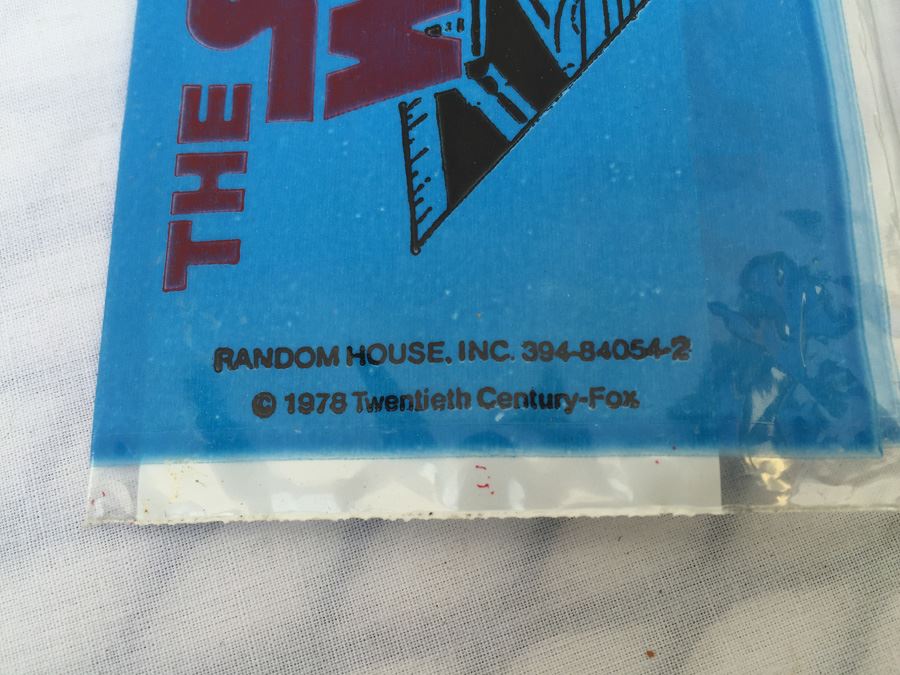 THE
RANDOM HOUSE, INC. 394-84054-2
© 1978 Twentieth Century-Fox